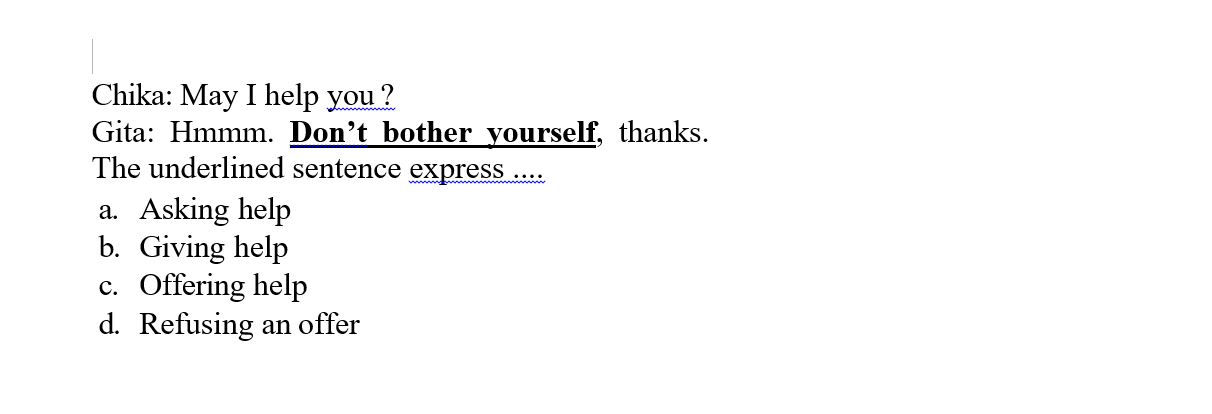 Chika: May I help you ?
Gita: Hmmm. Don’t bother yourself, thanks.
The underlined sentence express ....
a. Asking help
b. Giving help
c. Offering help
d. Refusing an offer